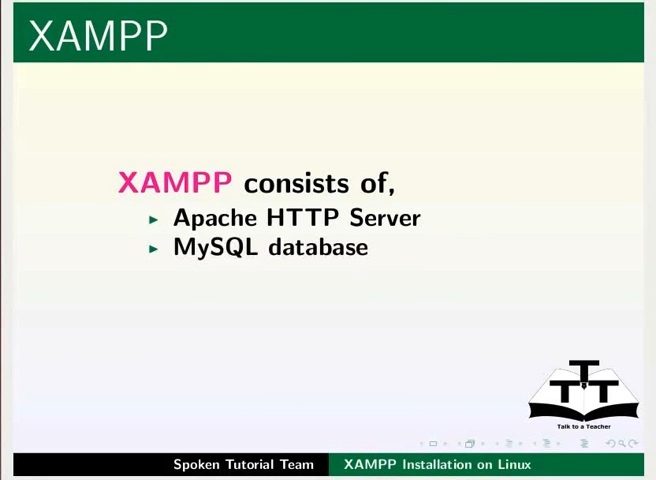 XAMPP
XAMPP consists of,
Apache HTTP Server
MySQL database
TTT
Talk to a Teacher
Spoken Tutorial Team XAMPP Installation on Linux